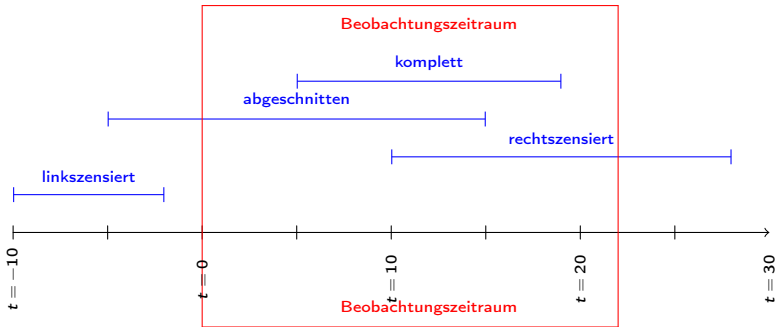 Beobachtungszeitraum
komplett
abgeschnitten
rechtszensiert
linkszensiert
t = −10
t = 0
t = 10
t = 20
t = 30
Beobachtungszeitraum